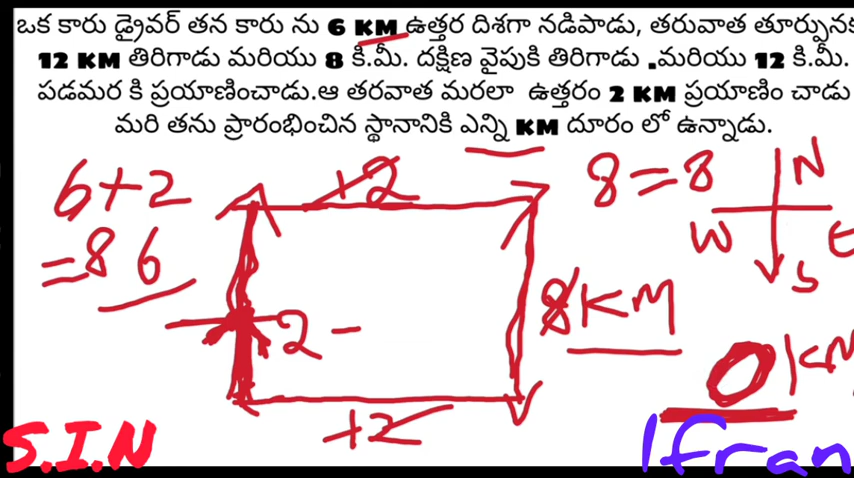 ఒక కారు డ్రైవర్ తన కారు ను 6 KM ఉత్తర దిశగా నడిపాడు, తరువాత తూర్పునకు
12 KM తిరిగాడు మరియు 8 కి.మీ. దక్షిణ వైపుకి తిరిగాడు .మరియు 12 కి.మీ.
పడమర కి ప్రయాణించాడు.ఆ తరవాత మరలా ఉత్తరం 2 KM ప్రయాణిం చాడు
మరి తను ప్రారంభించిన స్థానానికి ఎన్ని KM దూరం లో ఉన్నాడు.
6+2 12 8=8 N
=8 6 W E
S
2 – 8KM
0 KM
12
S.I.N Ifran